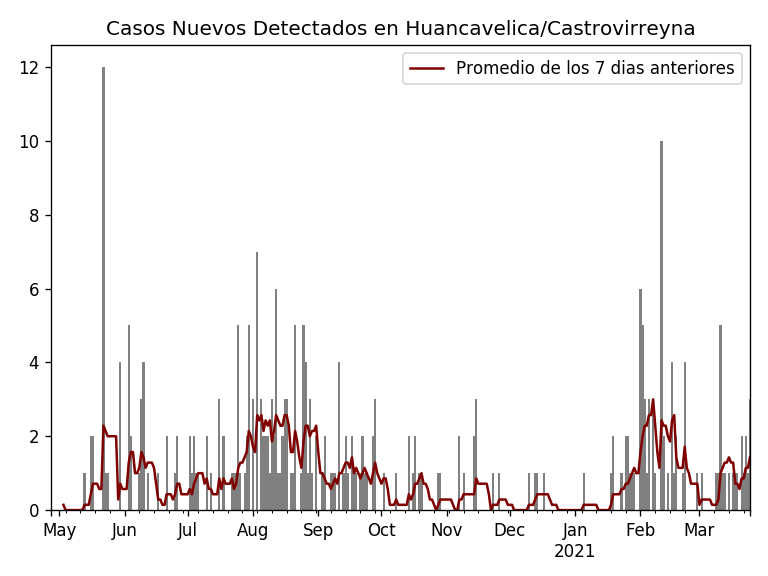 Casos Nuevos Detectados en Huancavelica/Castrovirreyna
Promedio de los 7 dias anteriores
12
10
8
6
4
2
0
May Jun Jul Aug Sep Oct Nov Dec Jan Feb Mar
2021